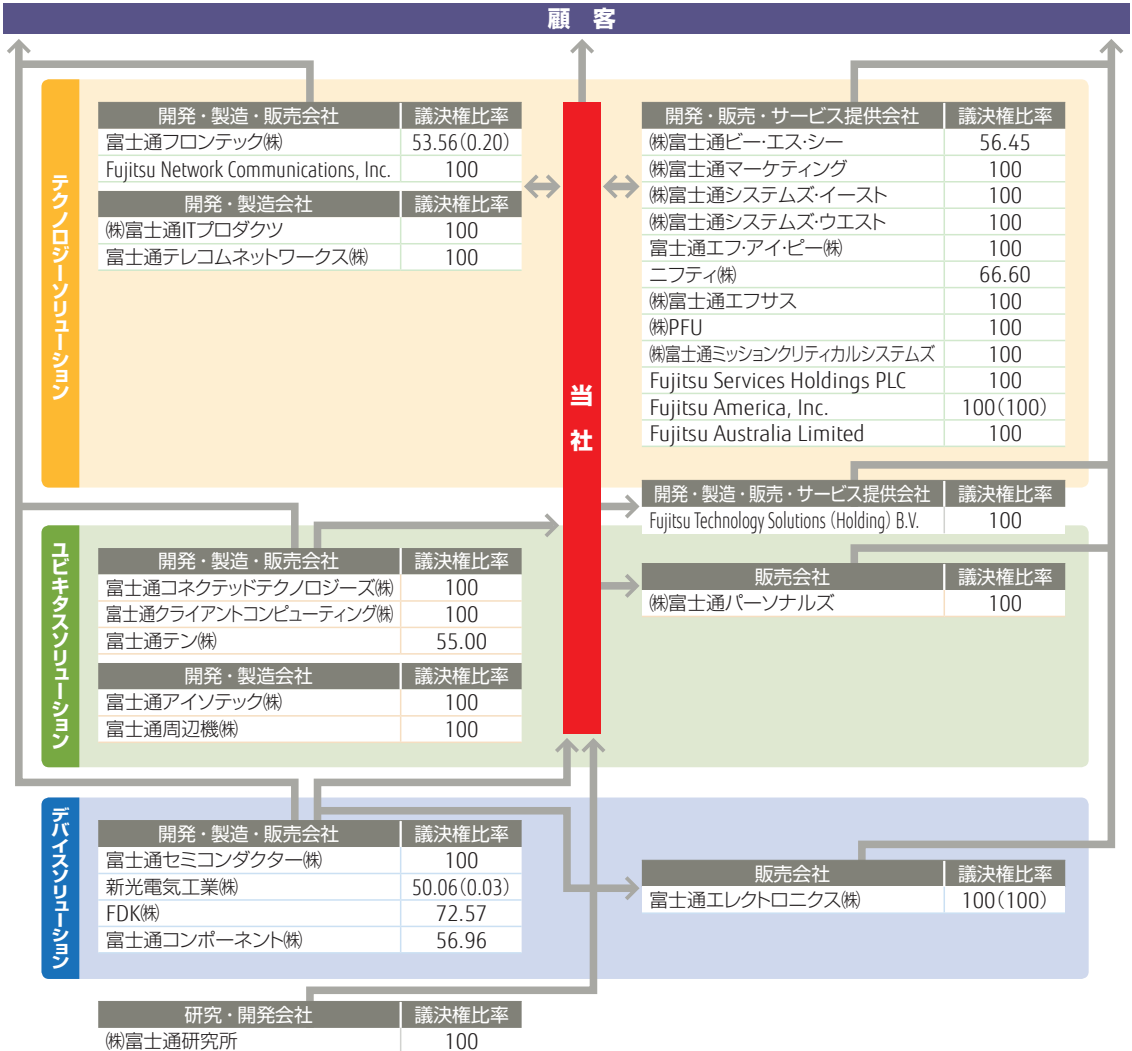 顧 客
テクノロジーソリューション
開発・製造・販売会社 議決権比率
富士通フロンテック㈱ 53.56(0.20)
Fujitsu Network Communications, Inc. 100
開発・製造会社 議決権比率
㈱富士通ITプロダクツ 100
富士通テレコムネットワークス㈱ 100
当社
開発・販売・サービス提供会社 議決権比率
㈱富士通ビー・エス・シー 56.45
㈱富士通マーケティング 100
㈱富士通システムズ・イースト 100
㈱富士通システムズ・ウエスト 100
富士通エフ・アイ・ピー㈱ 100
ニフティ㈱ 66.60
㈱富士通エフサス 100
㈱PFU 100
㈱富士通ミッションクリティカルシステムズ 100
Fujitsu Services Holdings PLC 100
Fujitsu America, Inc. 100(100)
Fujitsu Australia Limited 100
開発・製造・販売・サービス提供会社 議決権比率
Fujitsu Technology Solutions (Holding) B.V. 100
ユビキタスソリューション
開発・製造・販売会社 議決権比率
富士通コネクテッドテクノロジーズ㈱ 100
富士通クライアントコンピューティング㈱ 100
富士通テン㈱ 55.00
開発・製造会社 議決権比率
富士通アイソテック㈱ 100
富士通周辺機㈱ 100
販売会社 議決権比率
㈱富士通パーソナルズ 100
デバイスソリューション
開発・製造・販売会社 議決権比率
富士通セミコンダクター㈱ 100
新光電気工業㈱ 50.06(0.03)
FDK㈱ 72.57
富士通コンポーネント㈱ 56.96
販売会社 議決権比率
富士通エレクトロニクス㈱ 100(100)
研究・開発会社 議決権比率
㈱富士通研究所 100